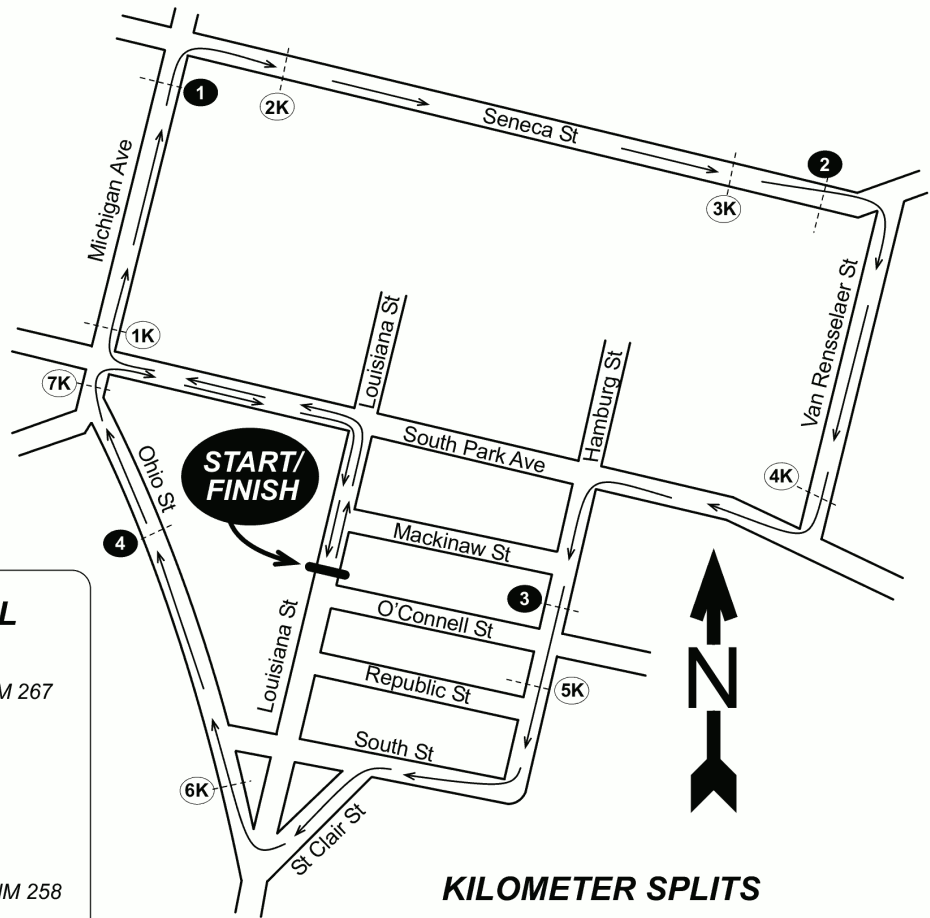 1
2K
Seneca St
2
3K
Michigan Ave
1K
7K
Louisiana St
Hamburg St
Van Rensselaer St
South Park Ave
START/
FINISH
Ohio St
4K
4
Mackinaw St
3
O'Connell St
L
Louisiana St
N
M 267
Republic St
5K
South St
6K
St Clair St
IM 258
KILOMETER SPLITS